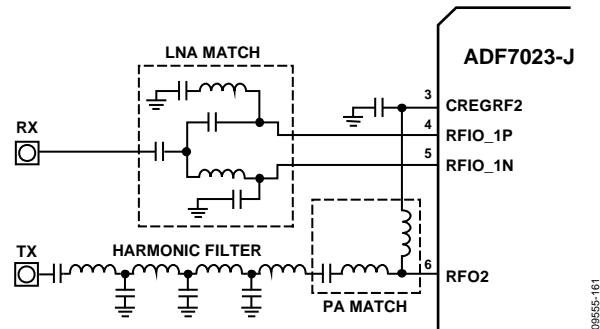 LNA MATCH
ADF7023-J
3
CREGRF2
RX
4
RFIO_1P
5
RFIO_1N
TX
HARMONIC FILTER
6
RFO2
PA MATCH
09555-161